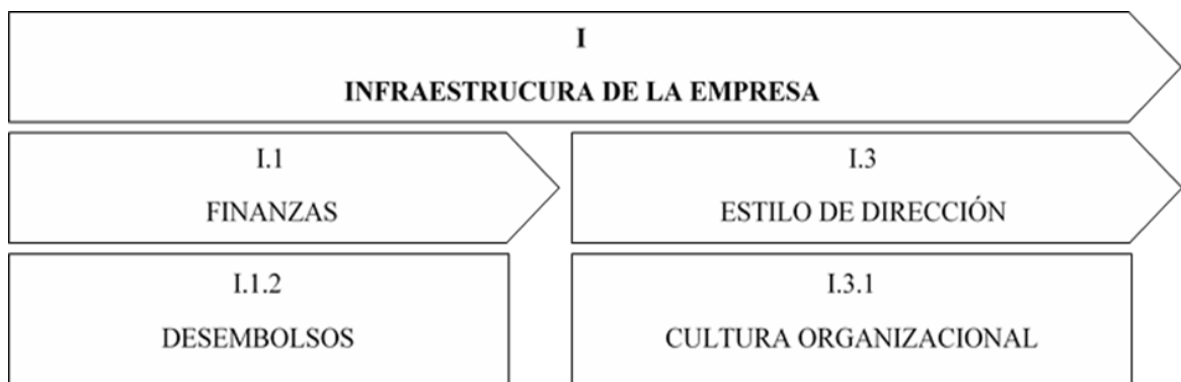 I
INFRAESTRUCURA DE LA EMPRESA
I.1
FINANZAS
I.3
ESTILO DE DIRECCIÓN
I.1.2
DESEMBOLSOS
I.3.1
CULTURA ORGANIZACIONAL